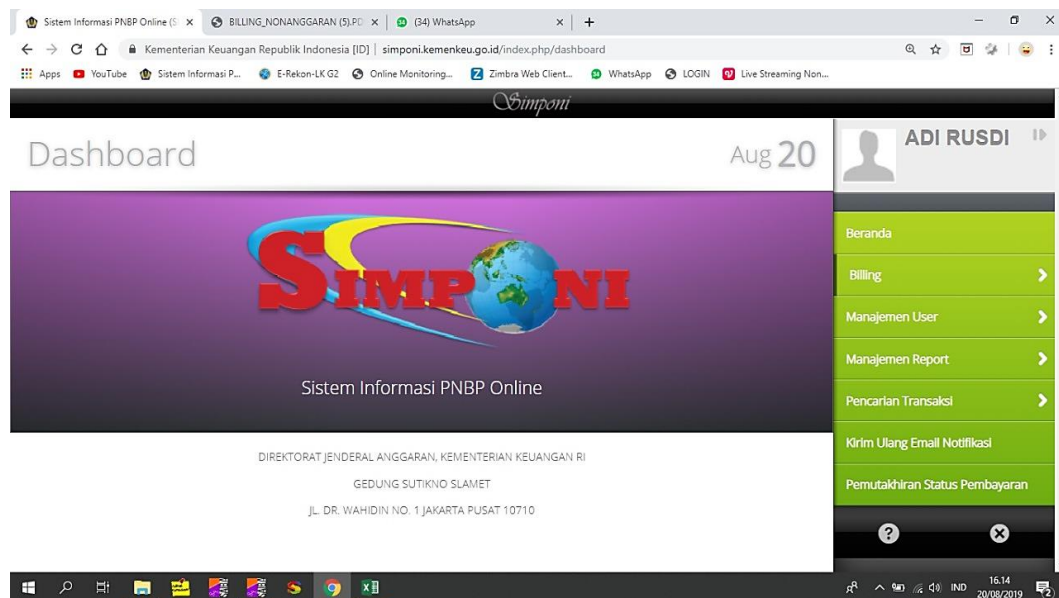 Sistem Informasi PNBP Online (S
BILLING_NONANGGARAN (5).PD
(34) WhatsApp
Kementerian Keuangan Republik Indonesia [ID] | simponi.kemenkeu.go.id/index.php/dashboard
Apps
YouTube
Sistem Informasi P...
E-Rekon-LK G2
Online Monitoring...
Zimbra Web Client...
WhatsApp
LOGIN
Live Streaming Non...
Simponi
Dashboard
Aug 20
ADI RUSDI
SIMPONI
Sistem Informasi PNBP Online
DIREKTORAT JENDERAL ANGGARAN, KEMENTERIAN KEUANGAN RI
GEDUNG SUTIKNO SLAMET
JL. DR. WAHIDIN NO. 1 JAKARTA PUSAT 10710
Beranda
Billing
Manajemen User
Manajemen Report
Pencarian Transaksi
Kirim Ulang Email Notifikasi
Pemutakhiran Status Pembayaran
IND
16.14
20/08/2019